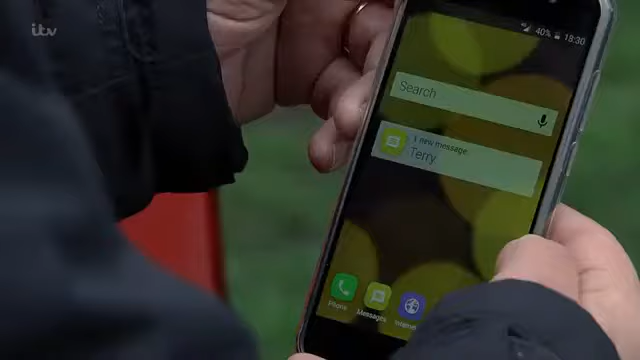 itv
40% 18:30
Search
1 new message
Terry
Phone Messages Internet